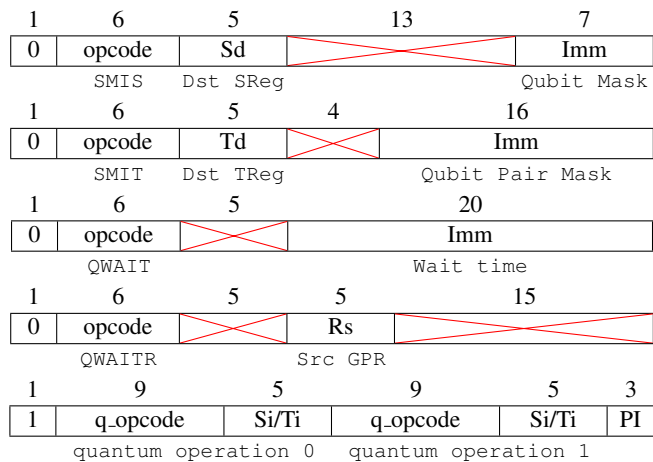 1 6 5 13 7
0 opcode Sd Imm
SMIS Dst SReg Qubit Mask
1 6 5 4 16
0 opcode Td Imm
SMIT Dst TReg Qubit Pair Mask
1 6 5 20
0 opcode Imm
QWAIT Wait time
1 6 5 5 15
0 opcode Rs
QWAITR Src GPR
1 9 5 9 5 3
1 q_opcode Si/Ti q_opcode Si/Ti PI
quantum operation 0 quantum operation 1